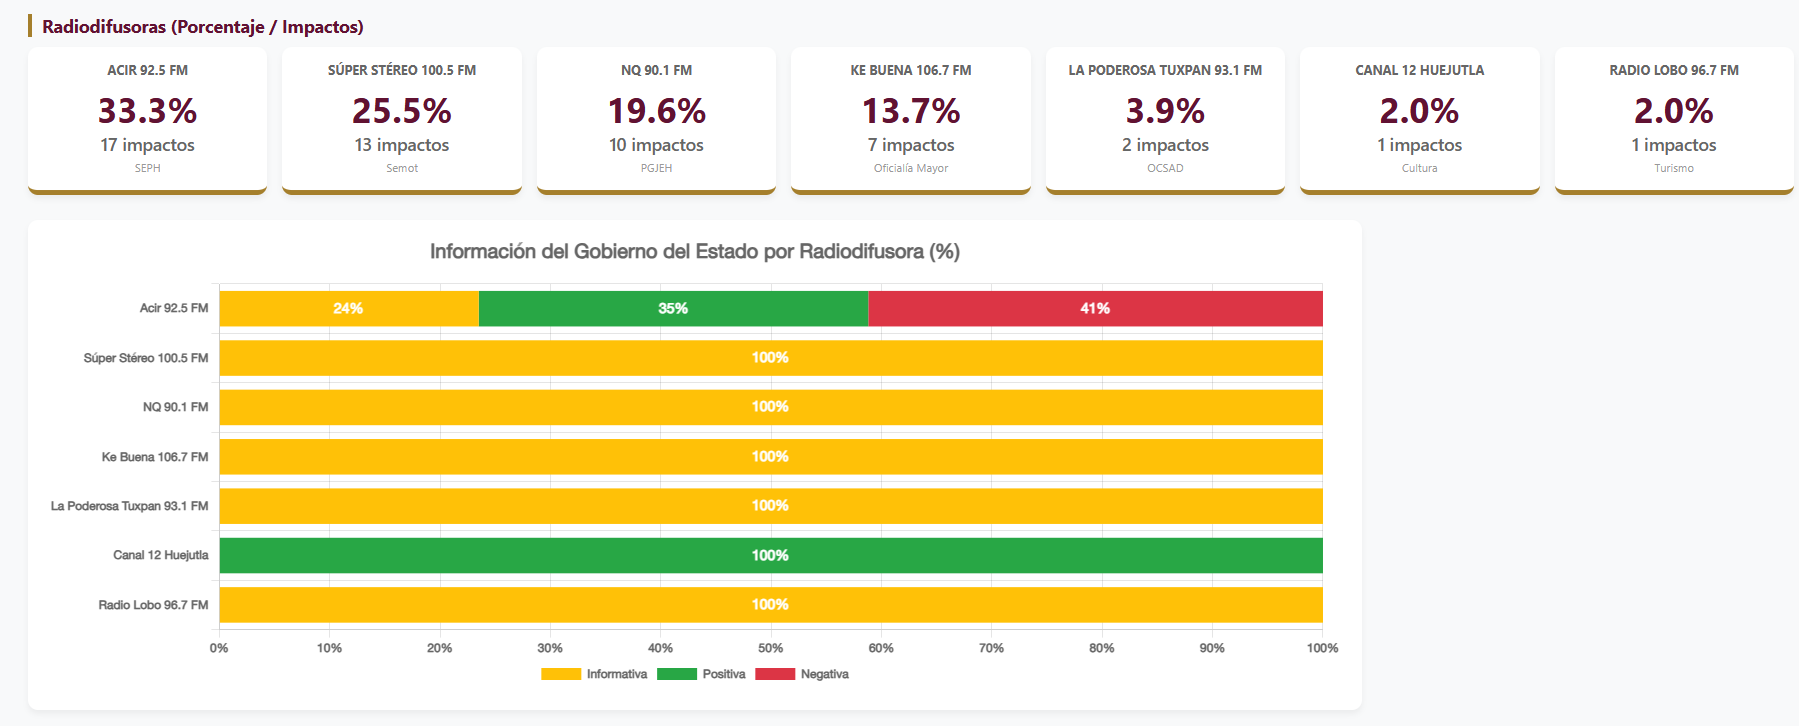 Radiodifusoras (Porcentaje / Impactos)
ACIR 92.5 FM
33.3%
17 impactos
SEPH
SÚPER STÉREO 100.5 FM
25.5%
13 impactos
Semot
NQ 90.1 FM
19.6%
10 impactos
PGJEH
KE BUENA 106.7 FM
13.7%
7 impactos
Oficialía Mayor
LA PODEROSA TUXPAN 93.1 FM
3.9%
2 impactos
OCSAD
CANAL 12 HUEJUTLA
2.0%
1 impactos
Cultura
RADIO LOBO 96.7 FM
2.0%
1 impactos
Turismo
Información del Gobierno del Estado por Radiodifusora (%)
Acir 92.5 FM 24% 35% 41%
Súper Stéreo 100.5 FM 100%
NQ 90.1 FM 100%
Ke Buena 106.7 FM 100%
La Poderosa Tuxpan 93.1 FM 100%
Canal 12 Huejutla 100%
Radio Lobo 96.7 FM 100%
0% 10% 20% 30% 40% 50% 60% 70% 80% 90% 100%
Informativa Positiva Negativa